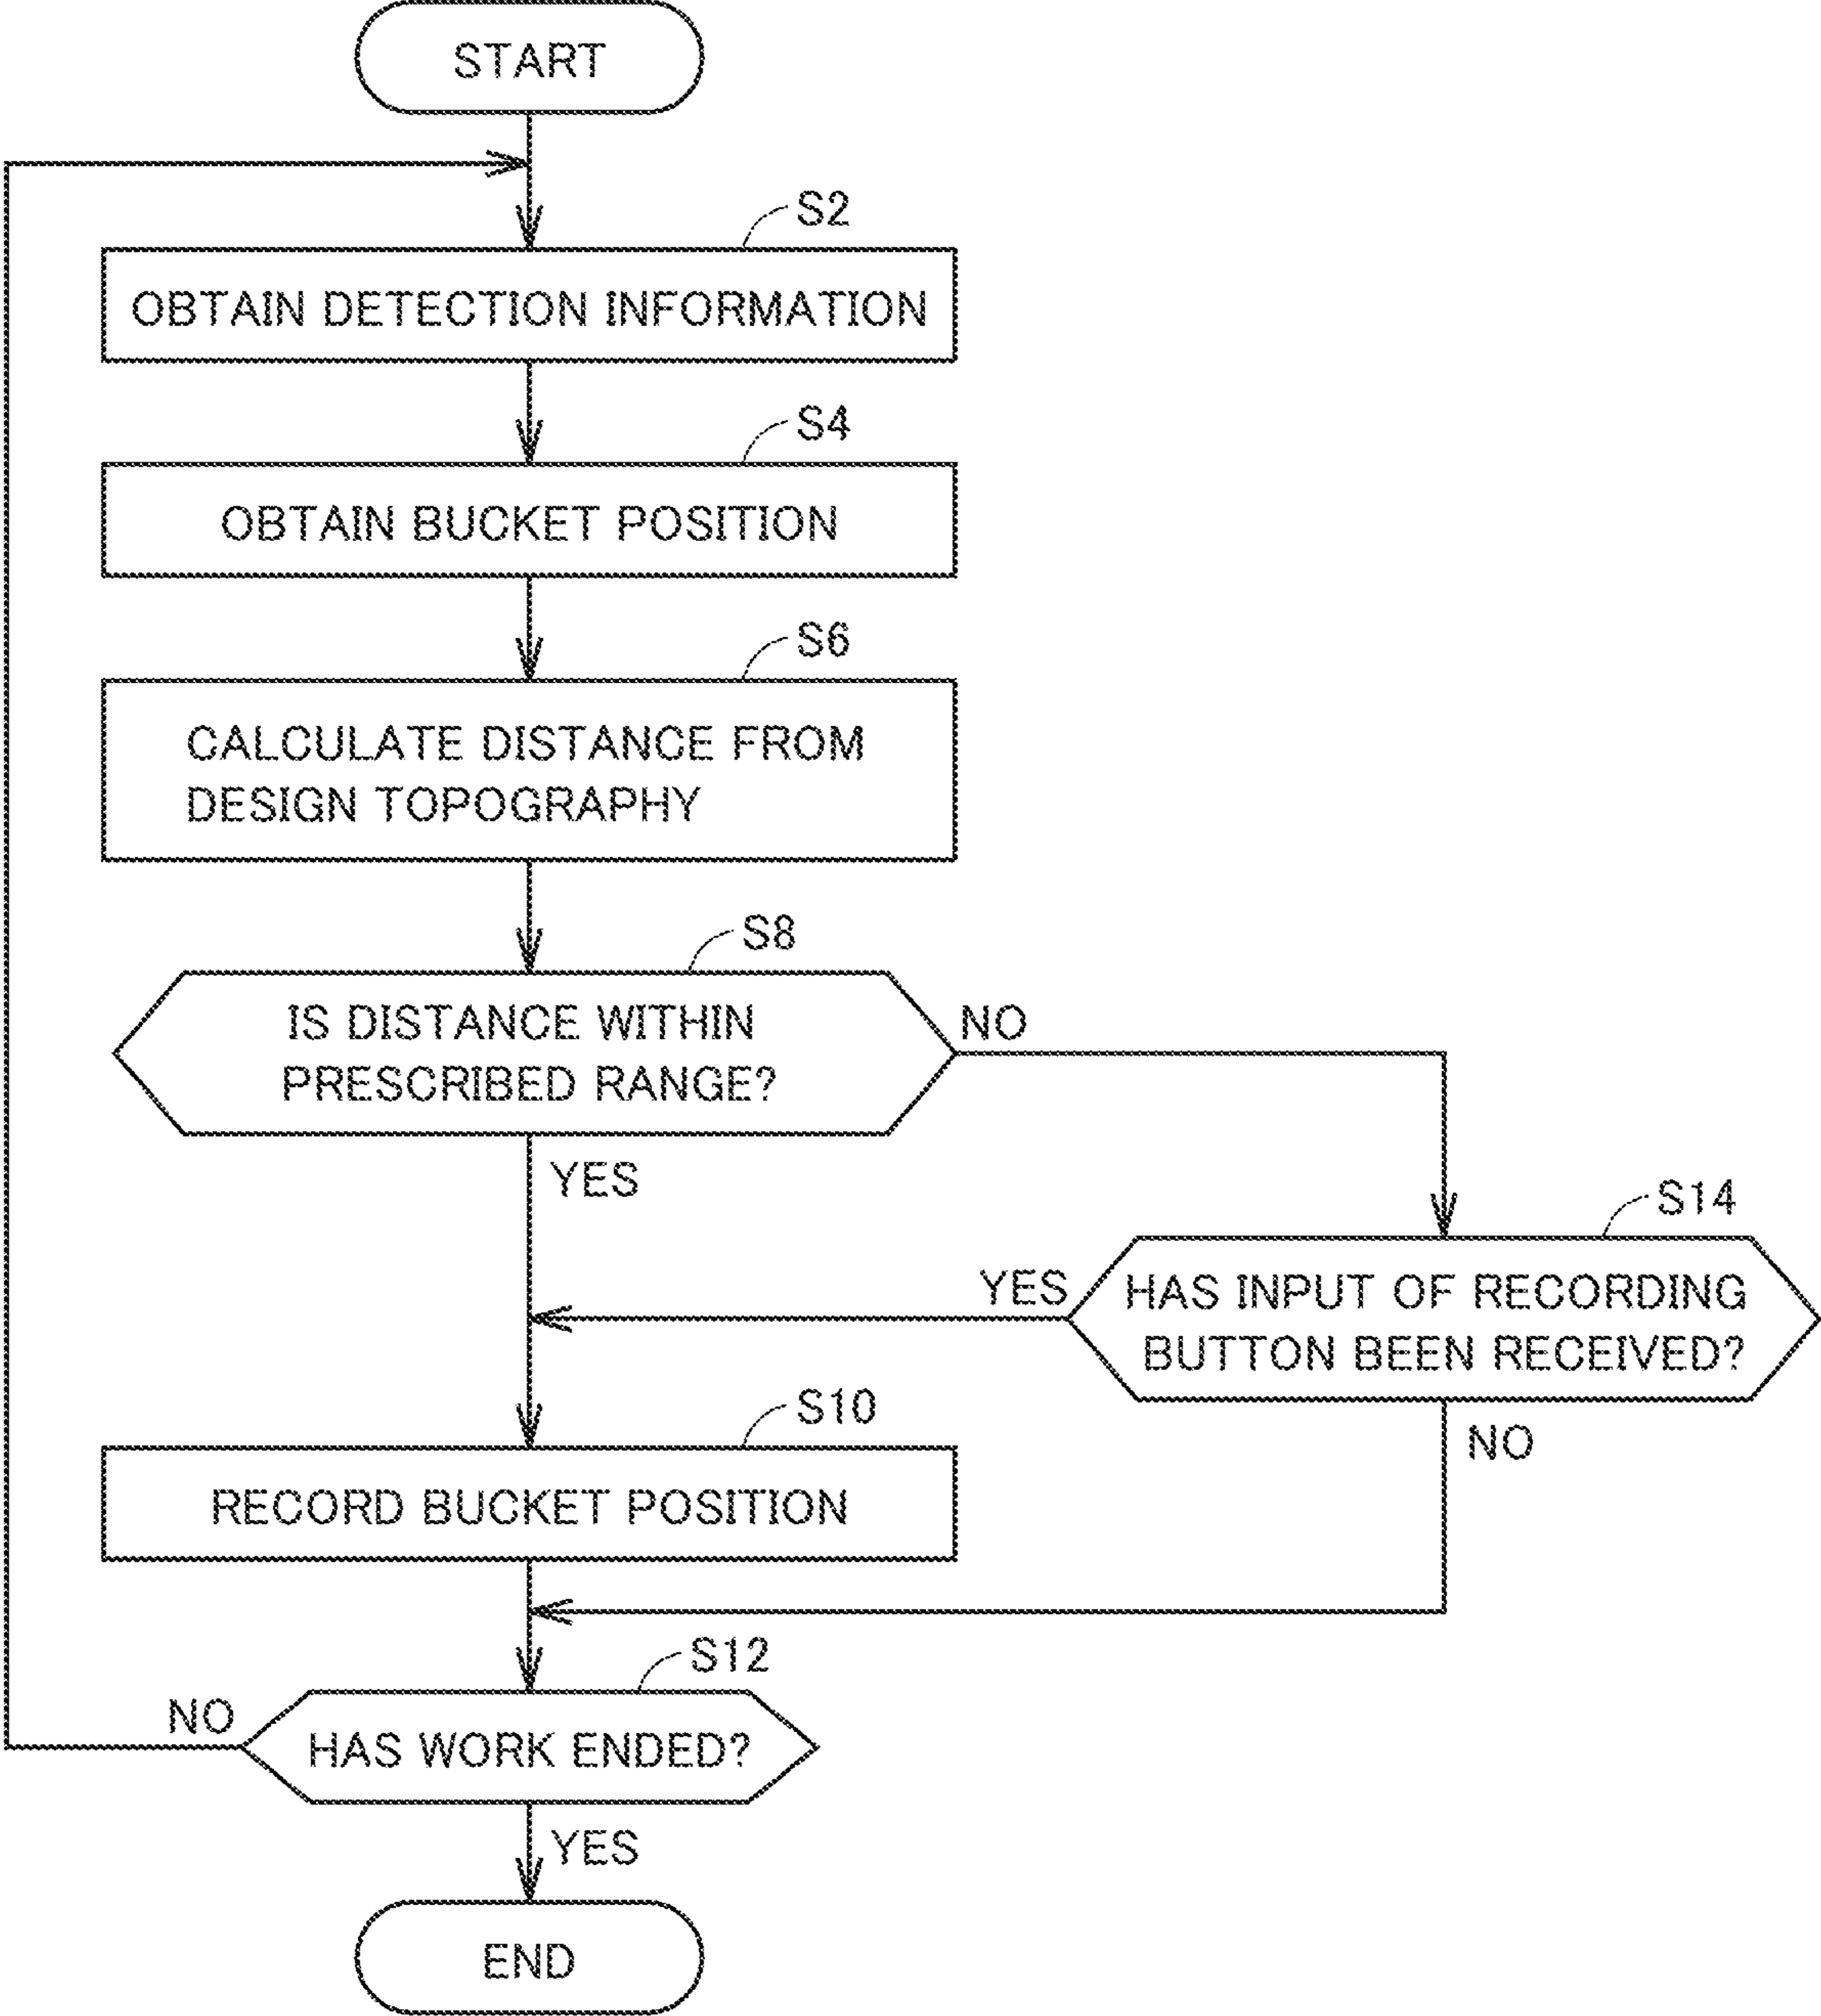 START
S2
OBTAIN DETECTION INFORMATION
S4
OBTAIN BUCKET POSITION
S6
CALCULATE DISTANCE FROM
DESIGN TOPOGRAPHY
S8
IS DISTANCE WITHIN
PRESCRIBED RANGE?
NO
YES
S14
HAS INPUT OF RECORDING
BUTTON BEEN RECEIVED?
YES
NO
S10
RECORD BUCKET POSITION
S12
HAS WORK ENDED?
NO
YES
END